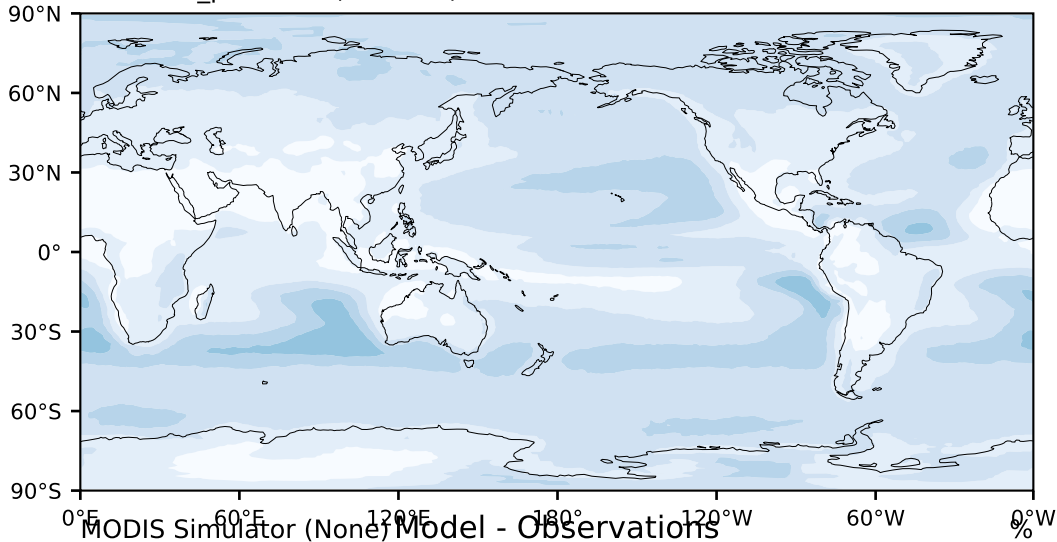 90°N
60°N
30°N
0°
30°S
60°S
90°S
0°E 60°E 120°E 180° 120°W 60°W 0°W
MODIS Simulator (None) Model - Observations %